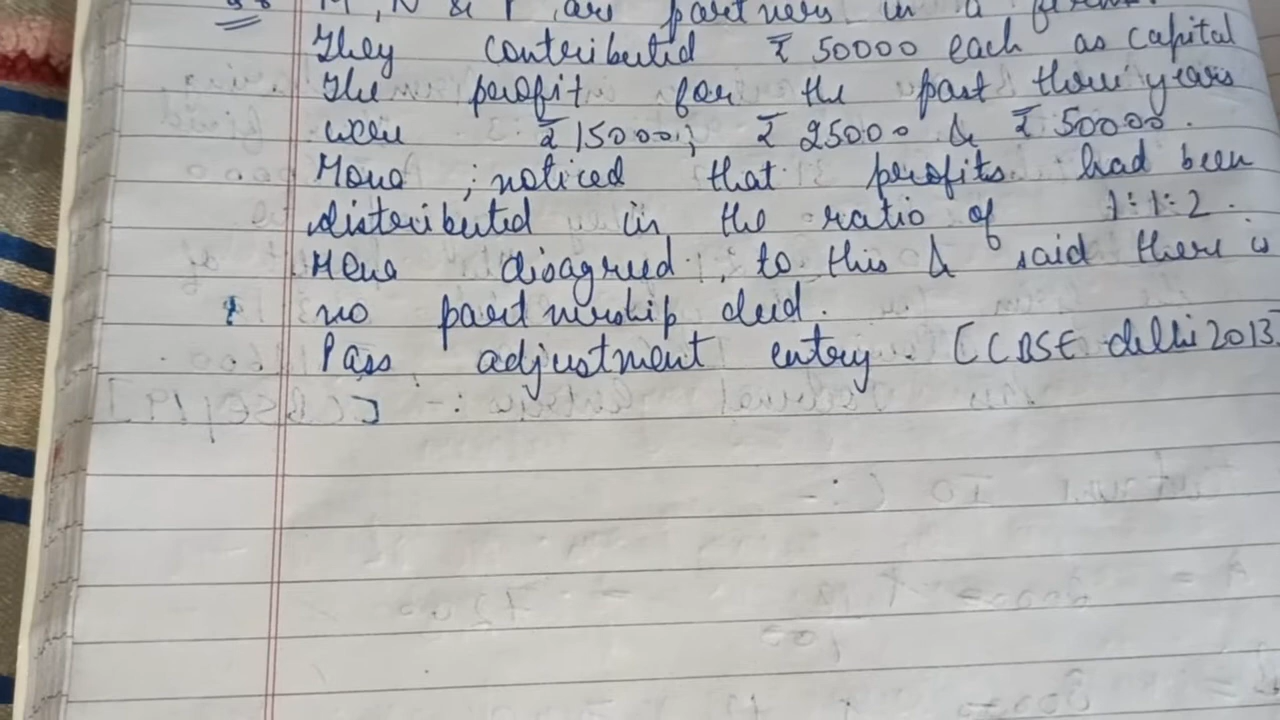 M, N & P are partners in a firm.
They contributed ₹ 50000 each as capital
The profit for the past three years
were ₹ 15000, ₹ 25000 & ₹ 50000.
Mona ; noticed that profits had been
distributed in the ratio of 1:1:2.
Mena disagreed to this & said there is
no partnership deed.
Pass adjustment entry. [CBSE delhi 2013]